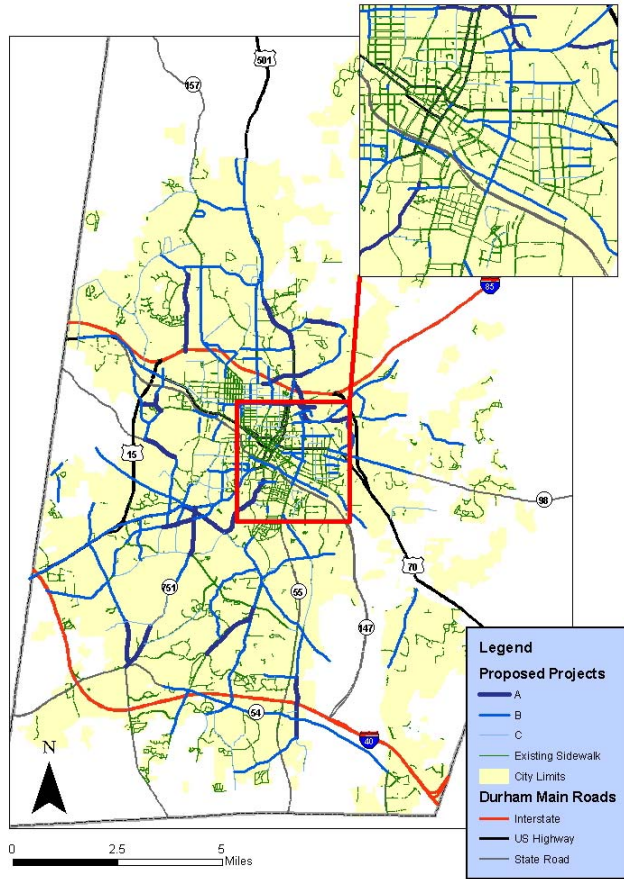 501
157
85
15
98
70
751
55
147
54
40
N
0 2.5 5
Miles
Legend
Proposed Projects
A
B
C
Existing Sidewalk
City Limits
Durham Main Roads
Interstate
US Highway
State Road